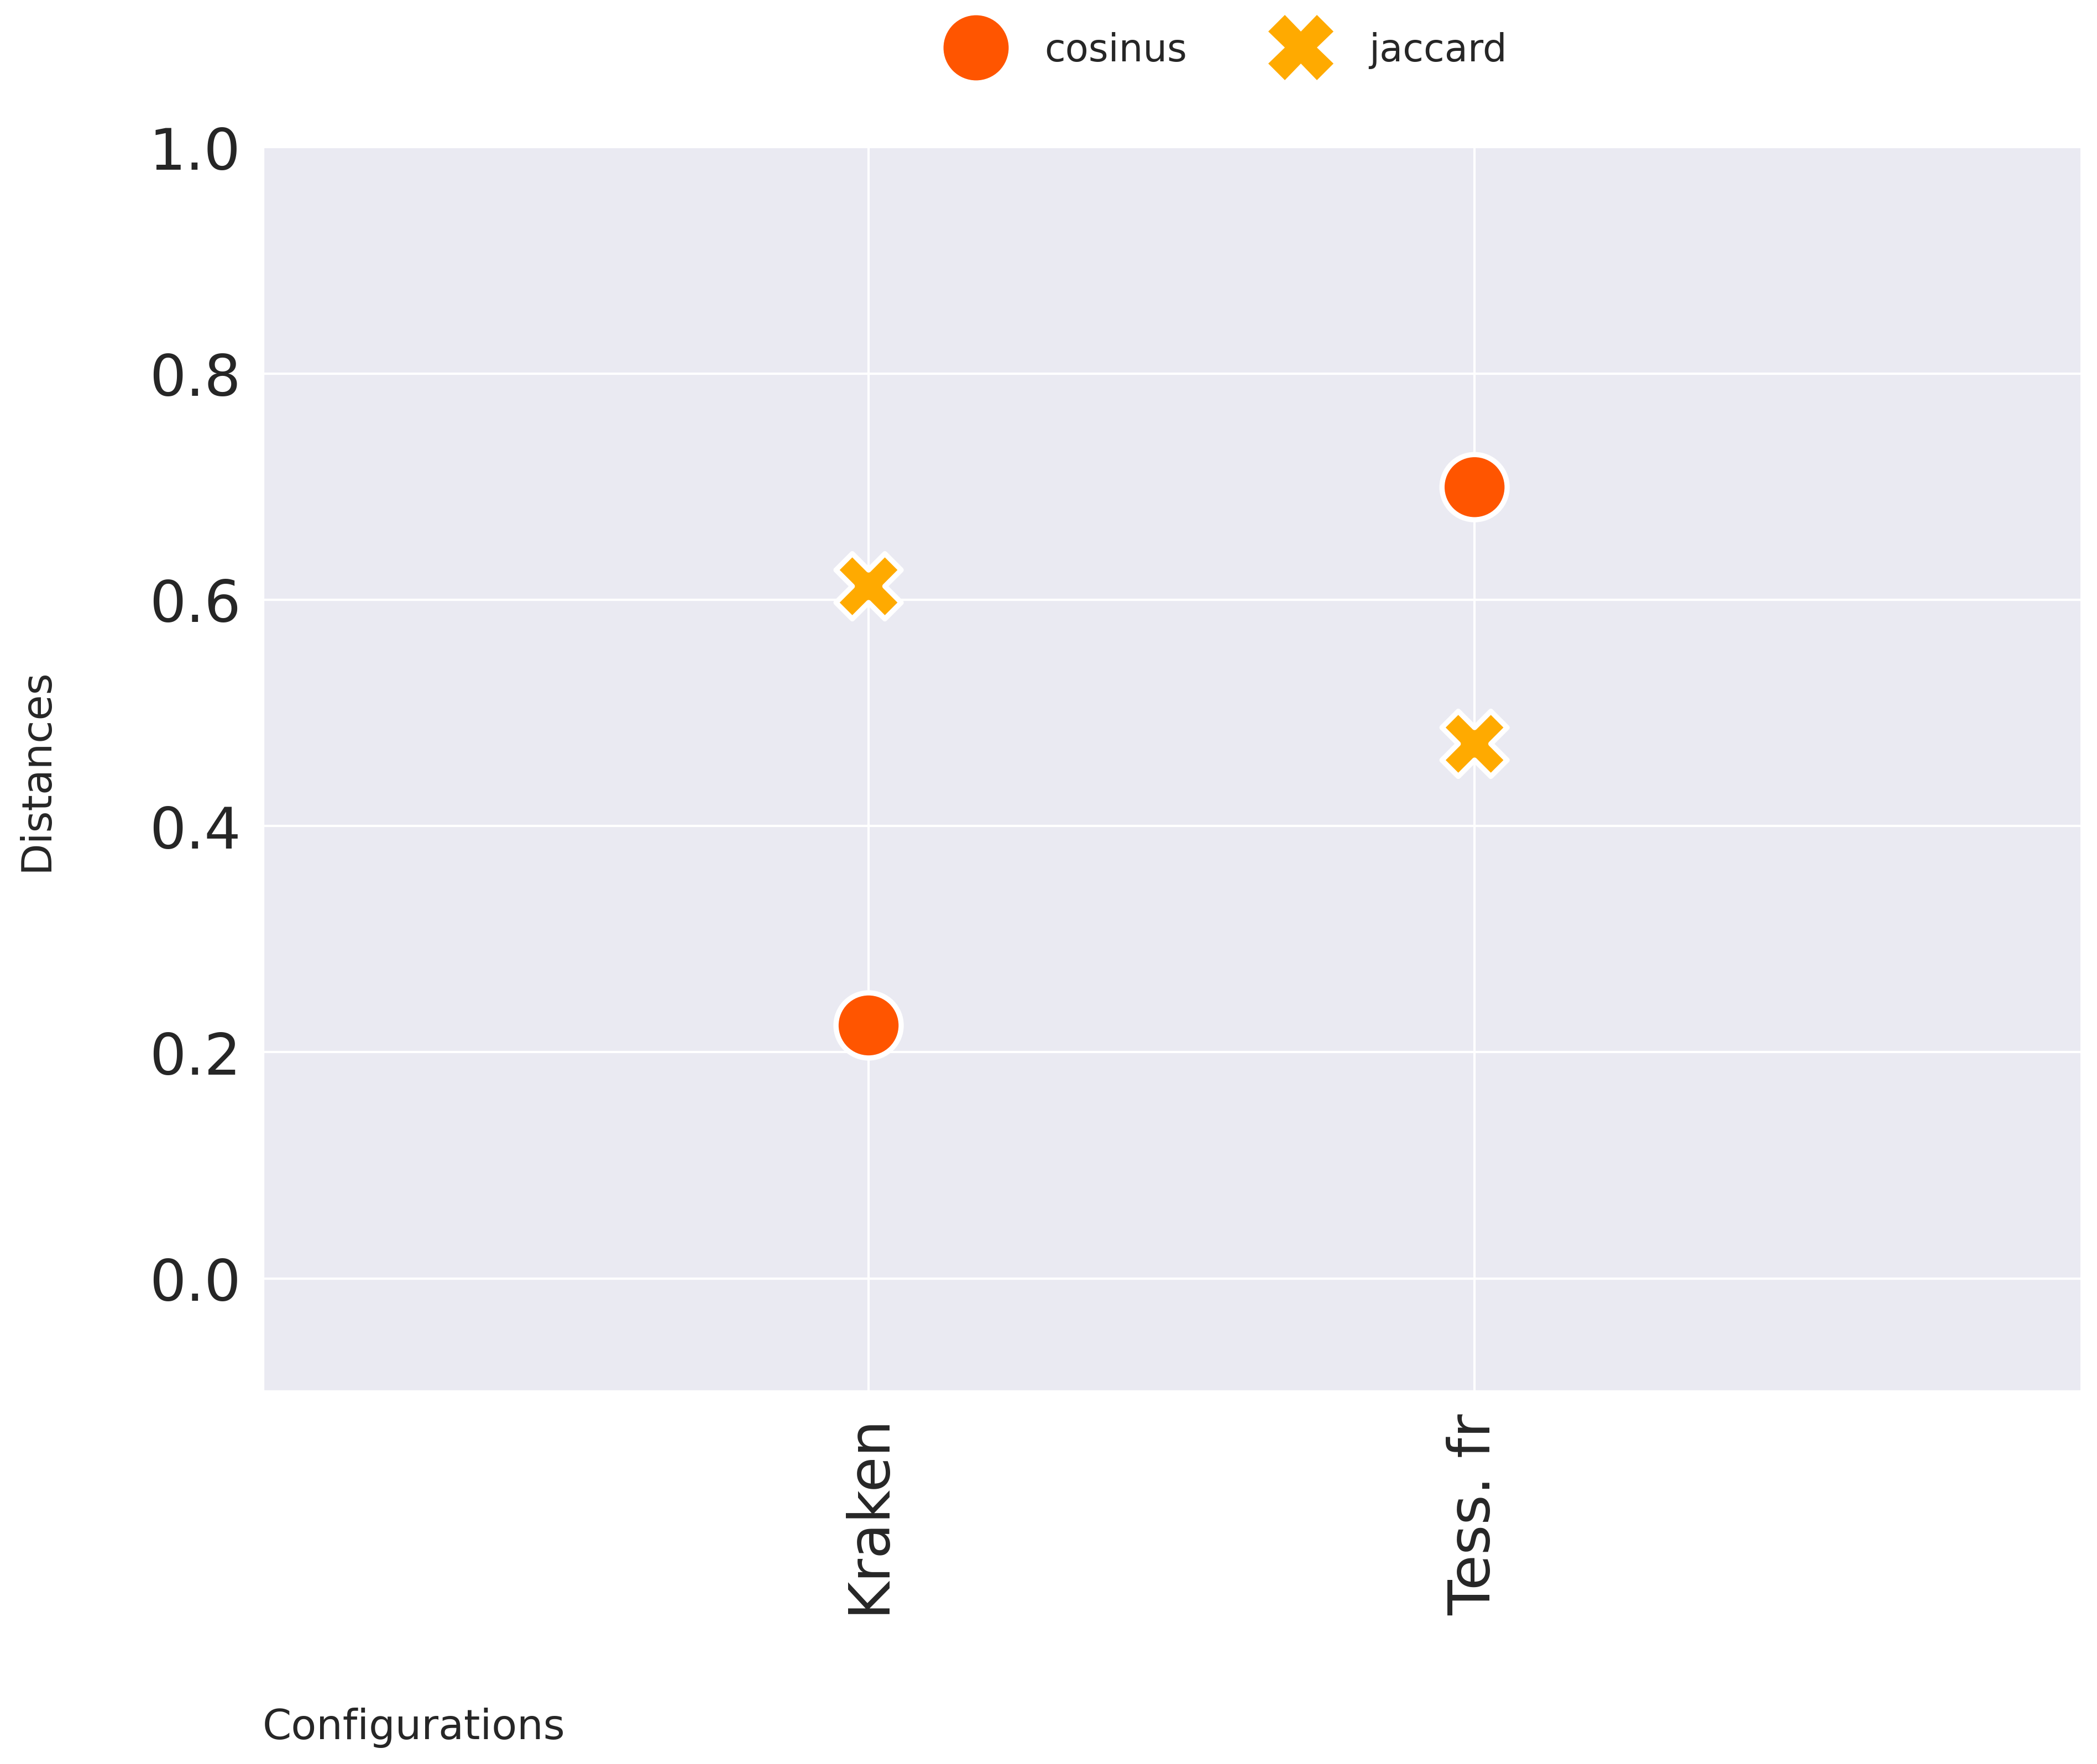 cosinus jaccard
1.0
0.8
0.6
0.4
0.2
0.0
Distances
Kraken
Tess. fr
Configurations